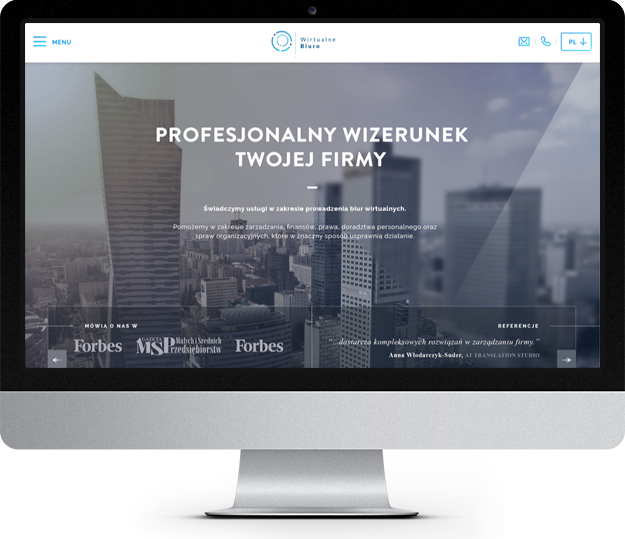 MENU
Wirtualne
Biuro
PL
PROFESJONALNY WIZERUNEK
TWOJEJ FIRMY
Świadczymy usługi w zakresie prowadzenia biur wirtualnych.
Pomożemy w zakresie zarządzania, finansów, prawa, doradztwa personalnego oraz
spraw organizacyjnych, które w znaczny sposób usprawnią działanie.
MÓWIĄ O NAS W
REFERENCJE
Forbes
GAZETA
MSP Małych i Średnich
Przedsiębiorstw
Forbes
"...dostarcza kompleksowych rozwiązań w zarządzaniu firmy."
Anna Włodarczyk-Suder, AT TRANSLATION STUDIO